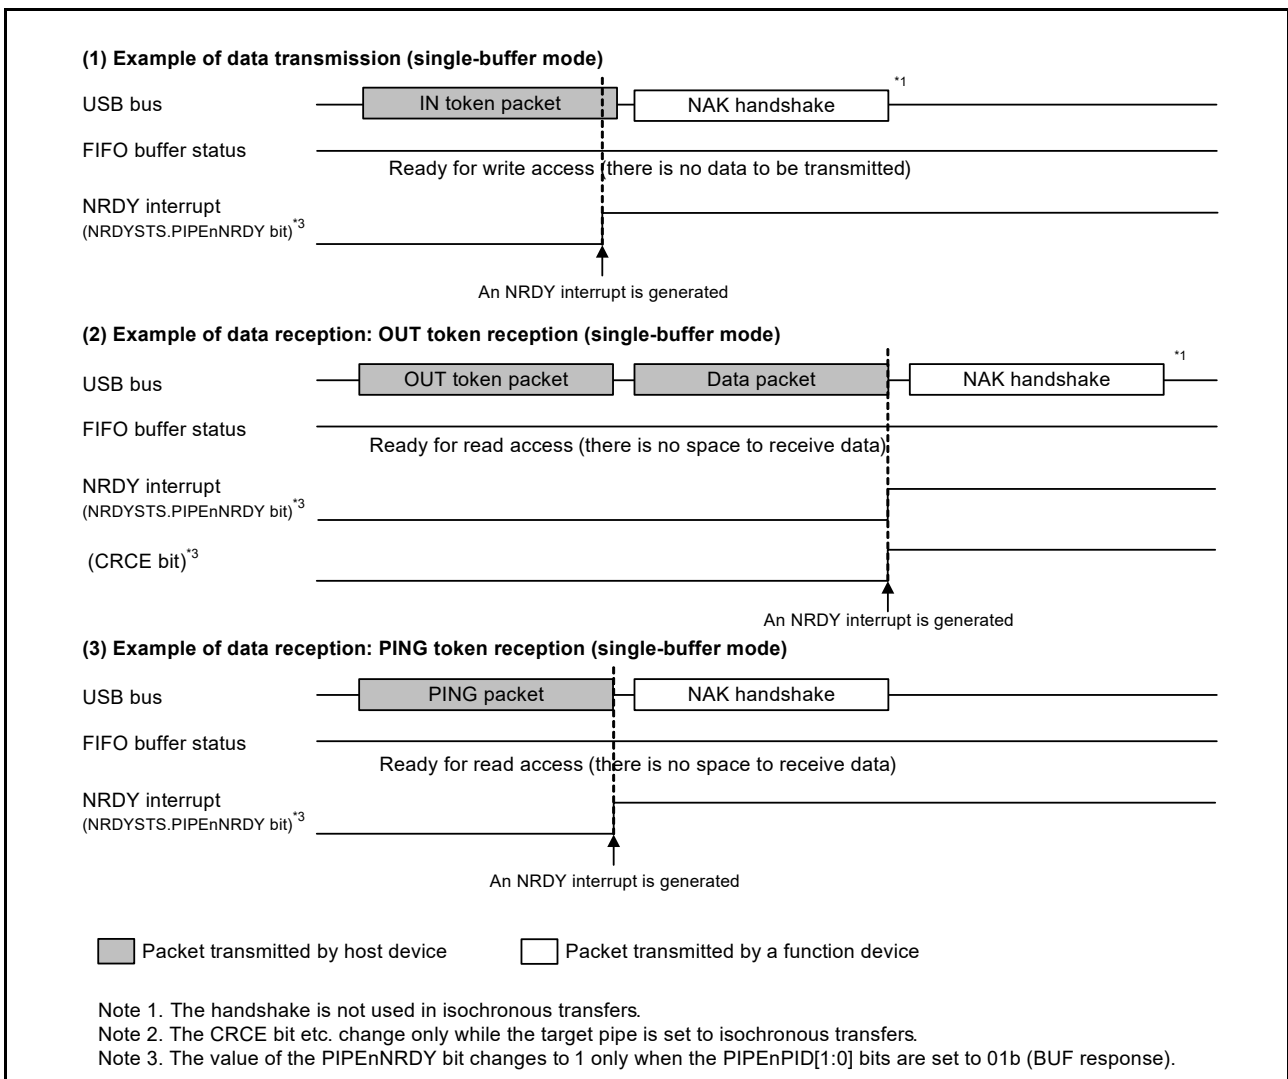 (1) Example of data transmission (single-buffer mode)
USB bus
IN token packet
NAK handshake
*1
FIFO buffer status
Ready for write access (there is no data to be transmitted)
NRDY interrupt
(NRDYSTS.PIPEnNRDY bit)*3
An NRDY interrupt is generated
(2) Example of data reception: OUT token reception (single-buffer mode)
USB bus
OUT token packet
Data packet
NAK handshake
*1
FIFO buffer status
Ready for read access (there is no space to receive data)
NRDY interrupt
(NRDYSTS.PIPEnNRDY bit)*3
(CRCE bit)*3
An NRDY interrupt is generated
(3) Example of data reception: PING token reception (single-buffer mode)
USB bus
PING packet
NAK handshake
FIFO buffer status
Ready for read access (there is no space to receive data)
NRDY interrupt
(NRDYSTS.PIPEnNRDY bit)*3
An NRDY interrupt is generated
Packet transmitted by host device
Packet transmitted by a function device
Note 1. The handshake is not used in isochronous transfers.
Note 2. The CRCE bit etc. change only while the target pipe is set to isochronous transfers.
Note 3. The value of the PIPEnNRDY bit changes to 1 only when the PIPEnPID[1:0] bits are set to 01b (BUF response).